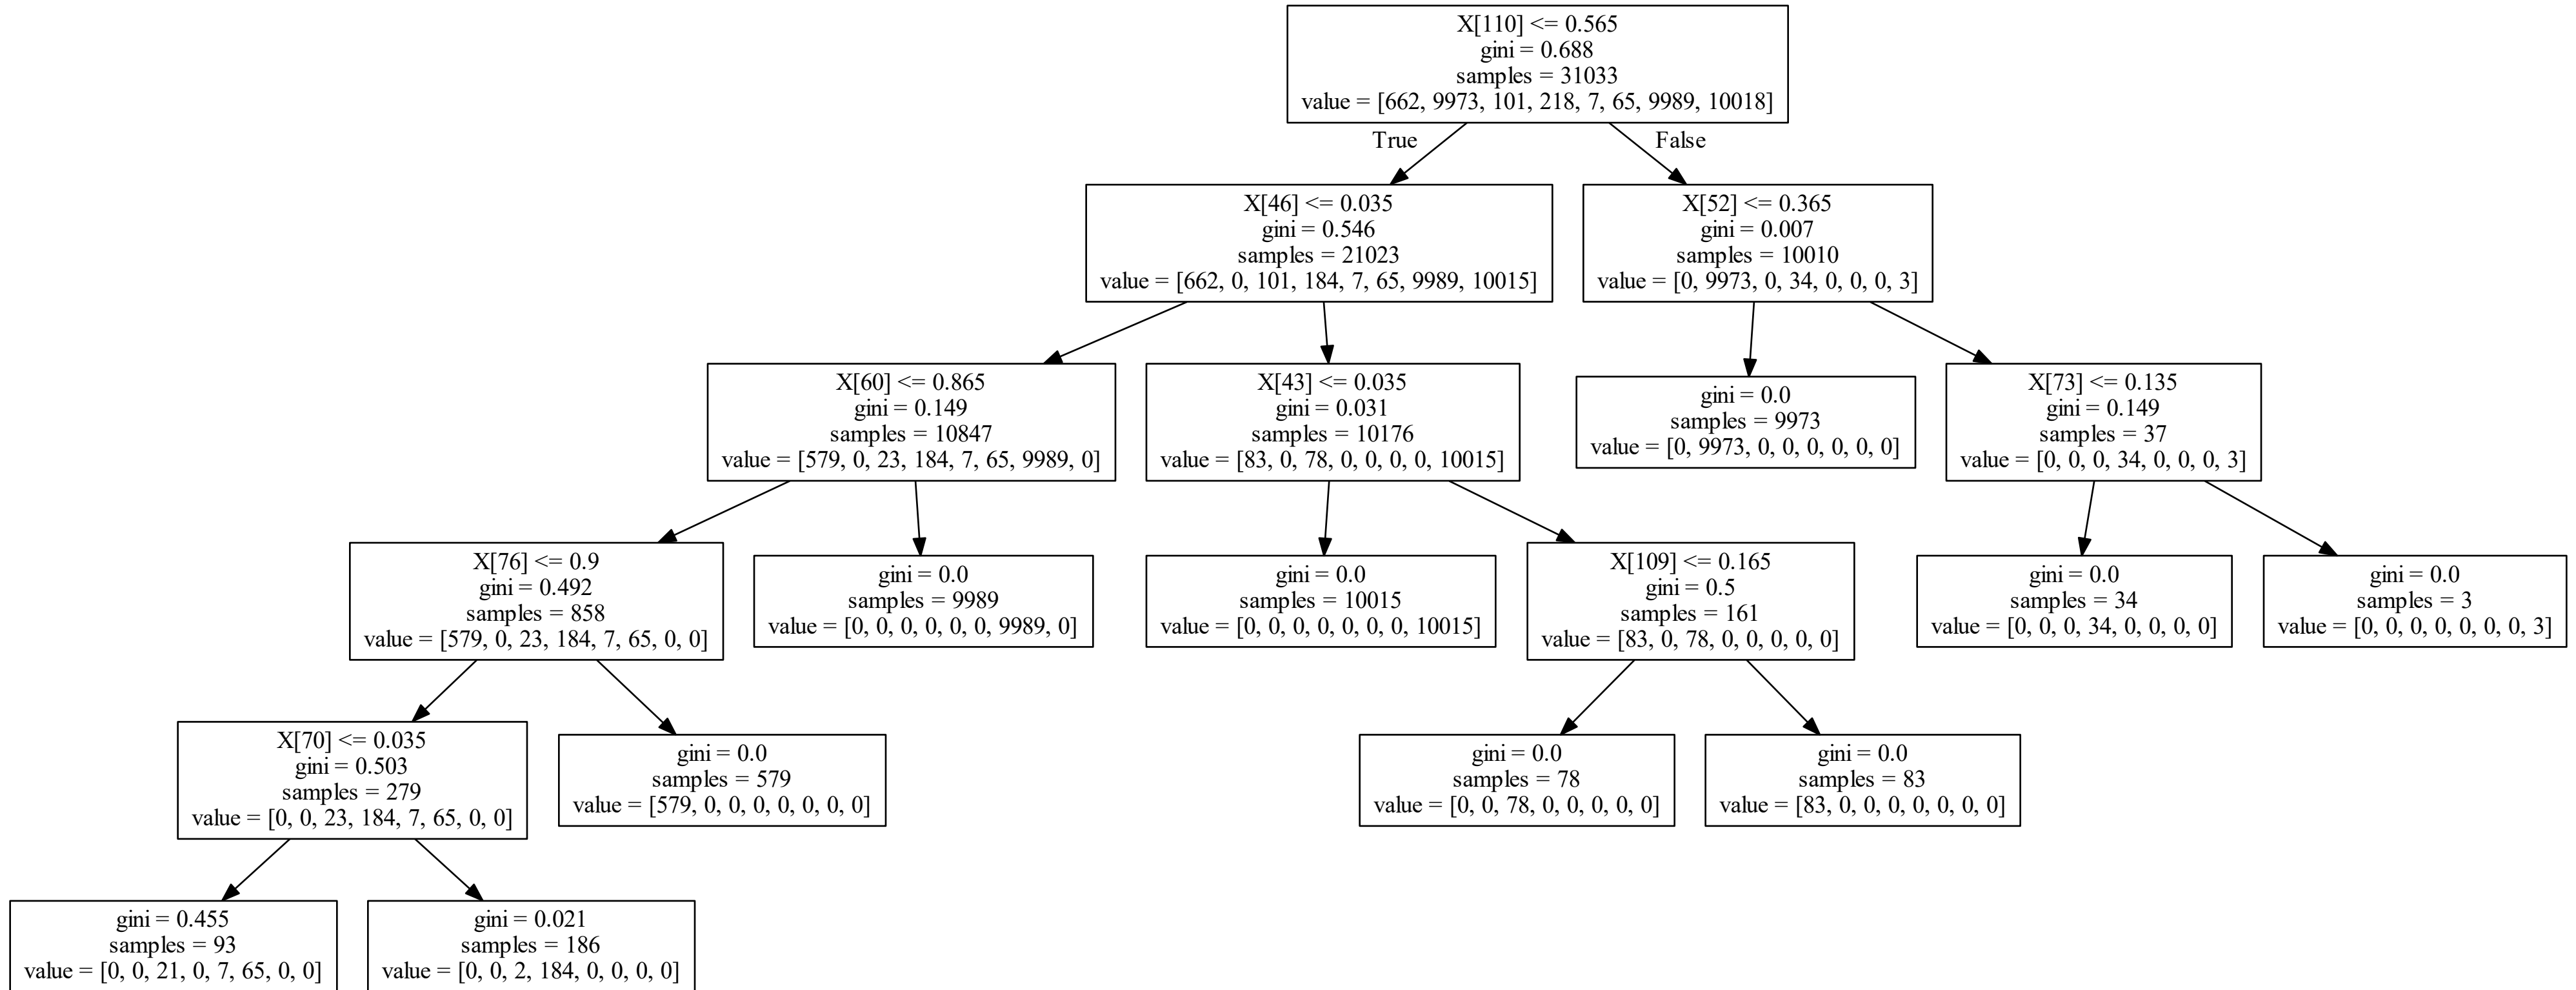 X[110] <= 0.565
gini = 0.688
samples = 31033
value = [662, 9973, 101, 218, 7, 65, 9989, 10018]
True
False
X[46] <= 0.035
gini = 0.546
samples = 21023
value = [662, 0, 101, 184, 7, 65, 9989, 10015]
X[52] <= 0.365
gini = 0.007
samples = 10010
value = [0, 9973, 0, 34, 0, 0, 0, 3]
X[60] <= 0.865
gini = 0.149
samples = 10847
value = [579, 0, 23, 184, 7, 65, 9989, 0]
X[43] <= 0.035
gini = 0.031
samples = 10176
value = [83, 0, 78, 0, 0, 0, 0, 10015]
gini = 0.0
samples = 9973
value = [0, 9973, 0, 0, 0, 0, 0, 0]
X[73] <= 0.135
gini = 0.149
samples = 37
value = [0, 0, 0, 34, 0, 0, 0, 3]
X[76] <= 0.9
gini = 0.492
samples = 858
value = [579, 0, 23, 184, 7, 65, 0, 0]
gini = 0.0
samples = 9989
value = [0, 0, 0, 0, 0, 0, 9989, 0]
gini = 0.0
samples = 10015
value = [0, 0, 0, 0, 0, 0, 0, 10015]
X[109] <= 0.165
gini = 0.5
samples = 161
value = [83, 0, 78, 0, 0, 0, 0, 0]
gini = 0.0
samples = 34
value = [0, 0, 0, 34, 0, 0, 0, 0]
gini = 0.0
samples = 3
value = [0, 0, 0, 0, 0, 0, 0, 3]
X[70] <= 0.035
gini = 0.503
samples = 279
value = [0, 0, 23, 184, 7, 65, 0, 0]
gini = 0.0
samples = 579
value = [579, 0, 0, 0, 0, 0, 0, 0]
gini = 0.0
samples = 78
value = [0, 0, 78, 0, 0, 0, 0, 0]
gini = 0.0
samples = 83
value = [83, 0, 0, 0, 0, 0, 0, 0]
gini = 0.455
samples = 93
value = [0, 0, 21, 0, 7, 65, 0, 0]
gini = 0.021
samples = 186
value = [0, 0, 2, 184, 0, 0, 0, 0]